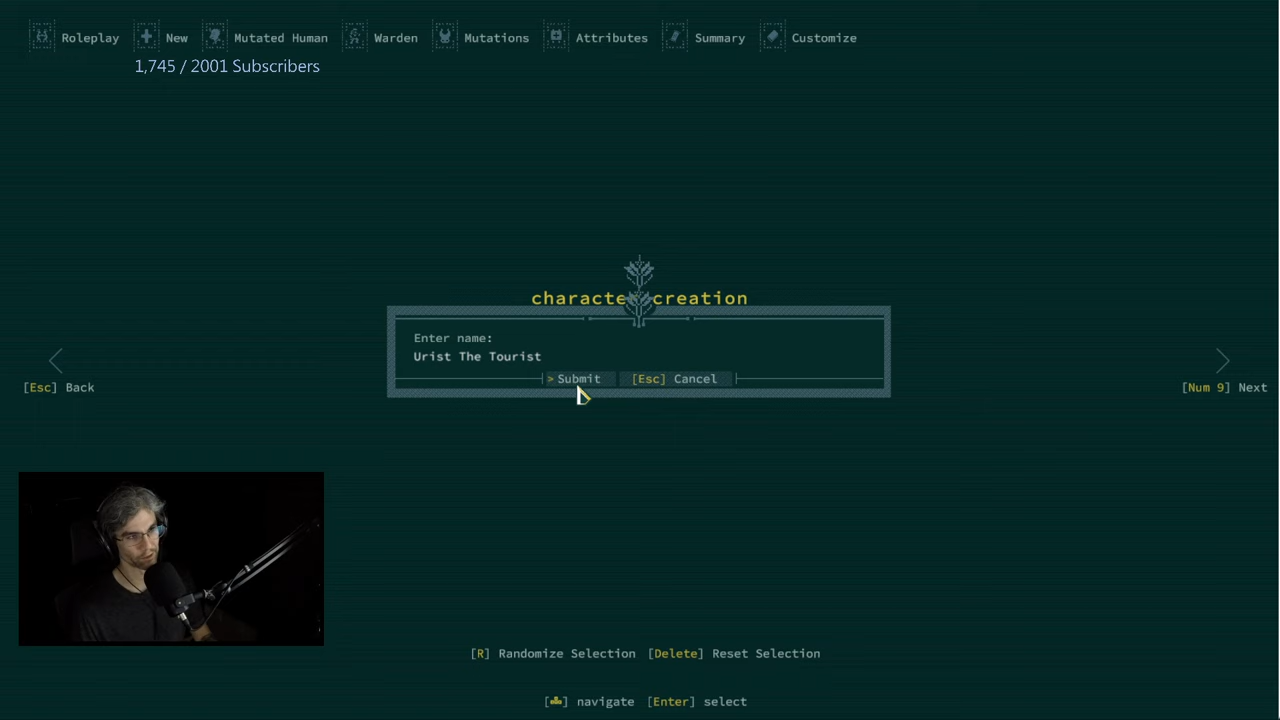 Roleplay New Mutated Human Warden Mutations Attributes Summary Customize
1,745 / 2001 Subscribers
character creation
Enter name:
Urist The Tourist
> Submit [Esc] Cancel
[Esc] Back
[Num 9] Next
[R] Randomize Selection [Delete] Reset Selection
[] navigate [Enter] select